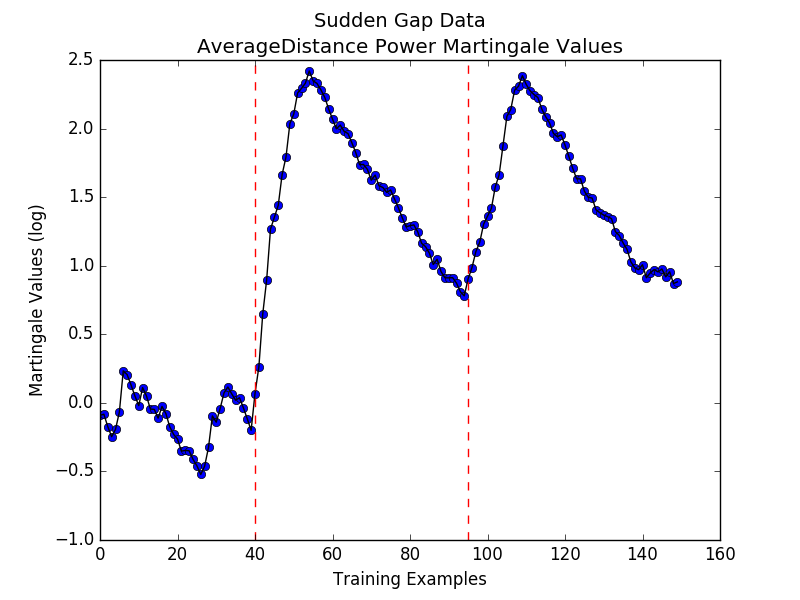 Sudden Gap Data
AverageDistance Power Martingale Values
2.5
2.0
1.5
1.0
0.5
0.0
−0.5
−1.0
Martingale Values (log)
0 20 40 60 80 100 120 140 160
Training Examples